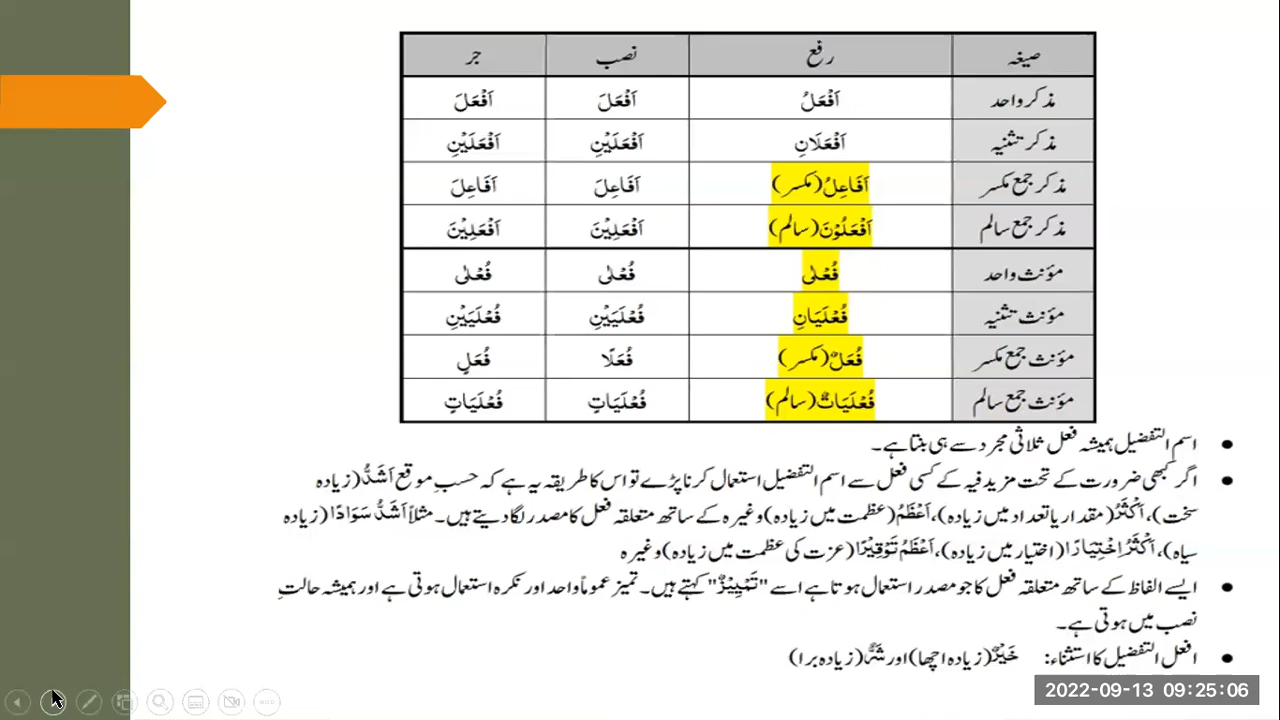 صیغہ رفع نصب جر
مذکر واحد اَفْعَلُ اَفْعَلَ اَفْعَلَ
مذکر تثنیہ اَفْعَلَانِ اَفْعَلَیْنِ اَفْعَلَیْنِ
مذکر جمع مکسر اَفَاعِلُ (مکسر) اَفَاعِلَ اَفَاعِلَ
مذکر جمع سالم اَفْعَلُوْنَ (سالم) اَفْعَلِیْنَ اَفْعَلِیْنَ
مؤنث واحد فُعْلٰی فُعْلٰی فُعْلٰی
مؤنث تثنیہ فُعْلَیَانِ فُعْلَیَیْنِ فُعْلَیَیْنِ
مؤنث جمع مکسر فُعَلٌ (مکسر) فُعَلًا فُعَلٍ
مؤنث جمع سالم فُعْلَیَاتٌ (سالم) فُعْلَیَاتٍ فُعْلَیَاتٍ
• اسم التفضیل ہمیشہ فعل ثلاثی مجرد سے ہی بنتا ہے۔
• اگر کبھی ضرورت کے تحت مزید فیہ کے کسی فعل سے اسم التفضیل استعمال کرنا پڑے تو اس کا طریقہ یہ ہے کہ حسبِ موقع اَشَدُّ (زیادہ
سخت)، اَکْثَرُ (مقدار یا تعداد میں زیادہ)، اَعْظَمُ (عظمت میں زیادہ) وغیرہ کے ساتھ متعلقہ فعل کا مصدر لگا دیتے ہیں۔ مثلاً اَشَدُّ سَوَادًا (زیادہ
سیاہ)، اَکْثَرُ اِخْتِیَارًا (اختیار میں زیادہ)، اَعْظَمُ تَوْقِیْرًا (عزت کی عظمت میں زیادہ) وغیرہ
• ایسے الفاظ کے ساتھ متعلقہ فعل کا جو مصدر استعمال ہوتا ہے اسے "تَمْیِیْزٌ" کہتے ہیں۔ تمیز عموماً واحد اور نکرہ استعمال ہوتی ہے اور ہمیشہ حالتِ
نصب میں ہوتی ہے۔
• افعل التفضیل کا استثناء: خَیْرٌ (زیادہ اچھا) اور شَرٌّ (زیادہ برا)
2022-09-13 09:25:06